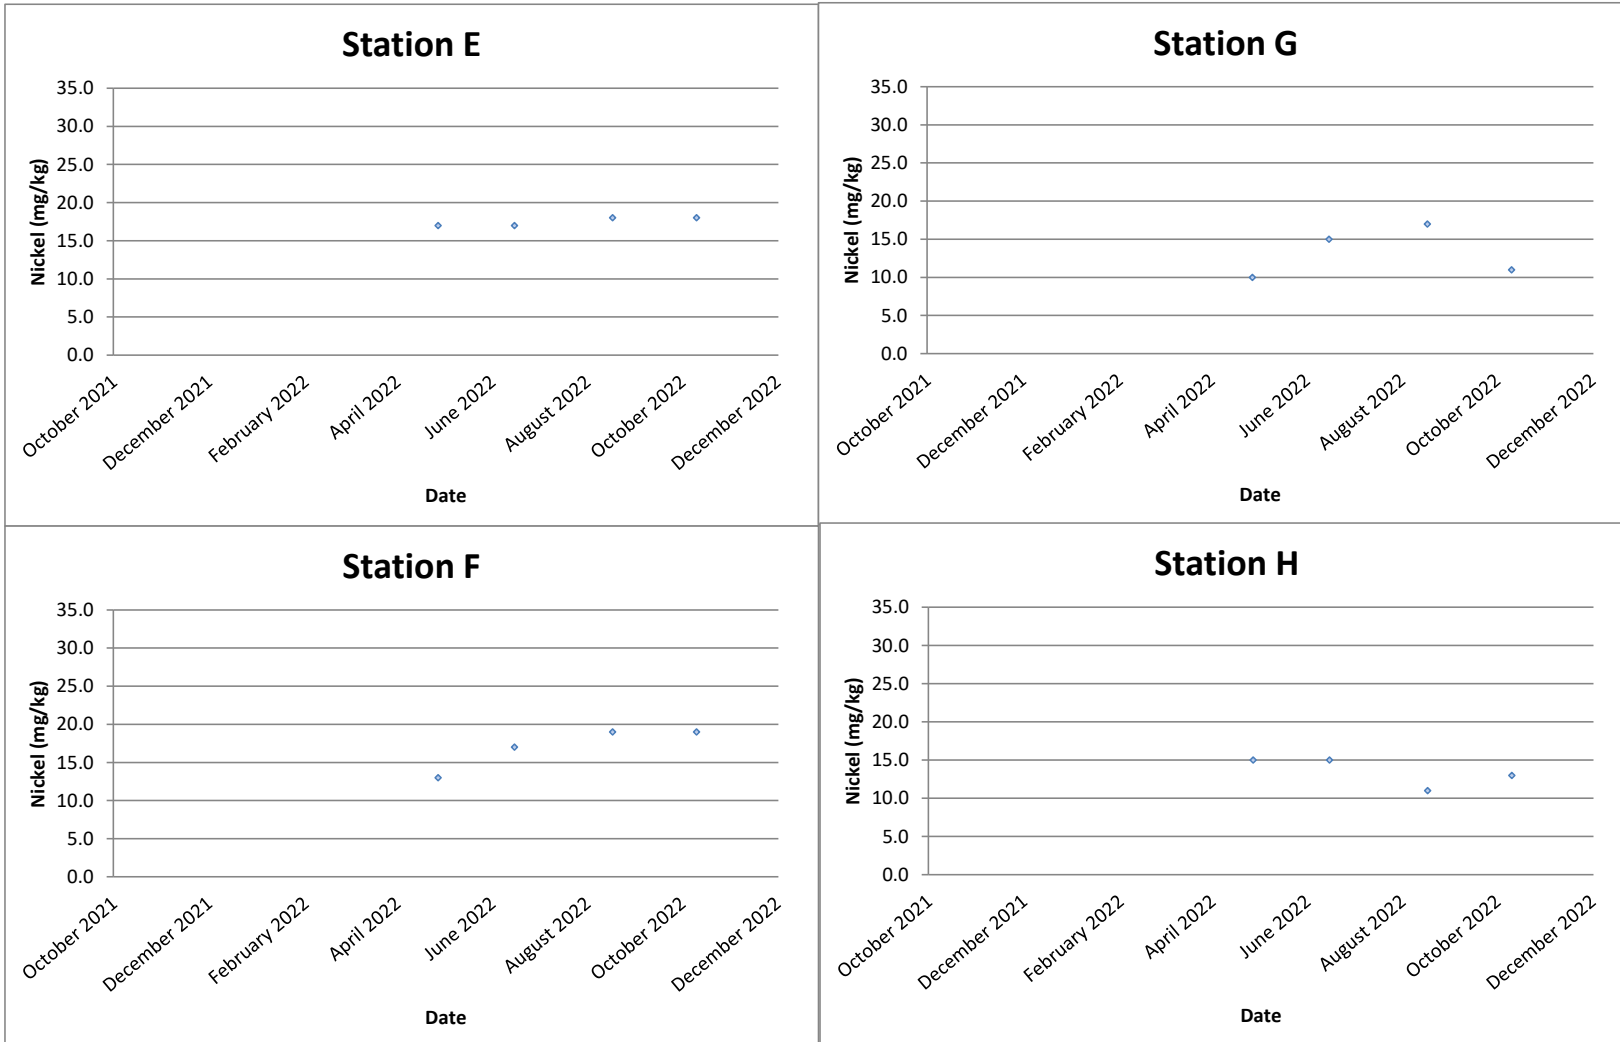 Station E
35.0
30.0
25.0
20.0
15.0
10.0
5.0
0.0
Nickel (mg/kg)
October 2021
December 2021
February 2022
April 2022
June 2022
August 2022
October 2022
December 2022
Date
Station G
35.0
30.0
25.0
20.0
15.0
10.0
5.0
0.0
Nickel (mg/kg)
October 2021
December 2021
February 2022
April 2022
June 2022
August 2022
October 2022
December 2022
Date
Station F
35.0
30.0
25.0
20.0
15.0
10.0
5.0
0.0
Nickel (mg/kg)
October 2021
December 2021
February 2022
April 2022
June 2022
August 2022
October 2022
December 2022
Date
Station H
35.0
30.0
25.0
20.0
15.0
10.0
5.0
0.0
Nickel (mg/kg)
October 2021
December 2021
February 2022
April 2022
June 2022
August 2022
October 2022
December 2022
Date